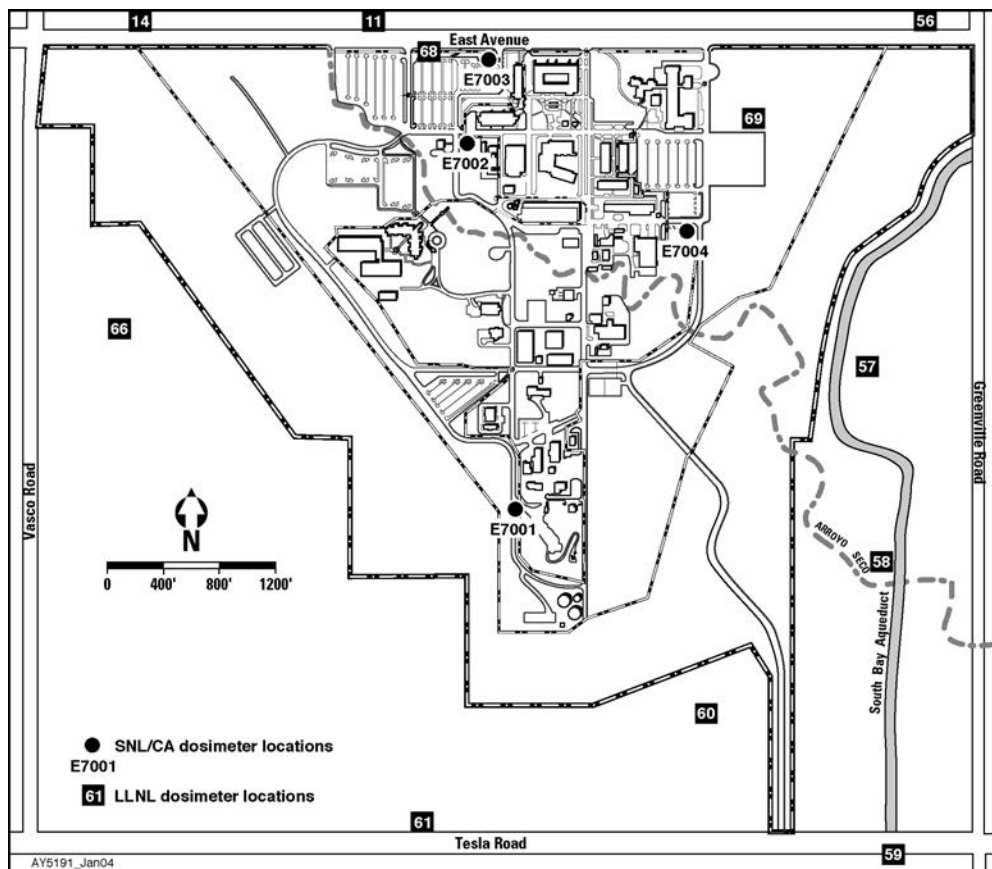 14
11
56
68
East Avenue
E7003
69
E7002
E7004
66
57
Greenville Road
Vasco Road
E7001
N
0 400' 800' 1200'
ARROYO SECO
58
South Bay Aqueduct
60
SNL/CA dosimeter locations
E7001
61 LLNL dosimeter locations
61
Tesla Road
59
AY5191_Jan04